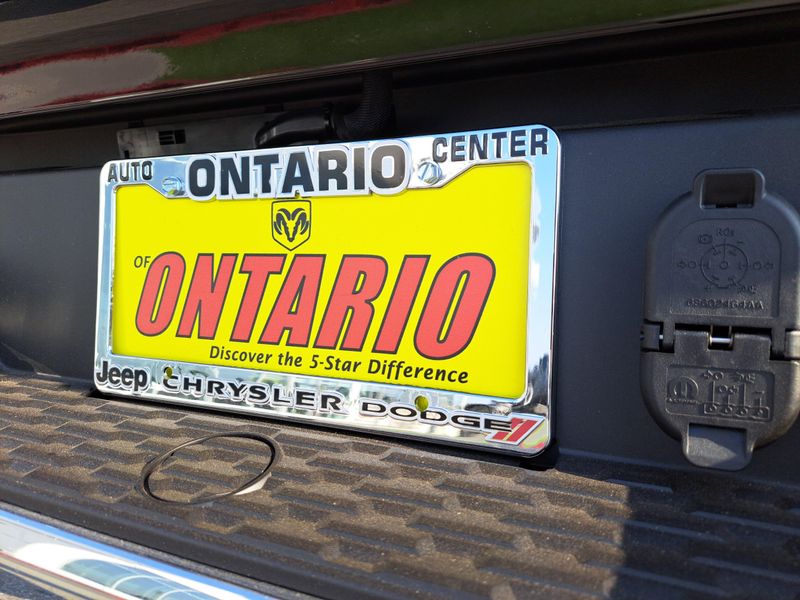 AUTO ONTARIO CENTER
OF ONTARIO
Discover the 5-Star Difference
Jeep CHRYSLER DODGE